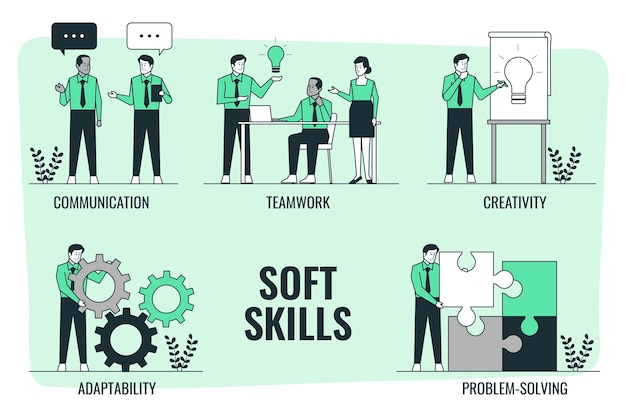 COMMUNICATION
TEAMWORK
CREATIVITY
SOFT
SKILLS
ADAPTABILITY
PROBLEM-SOLVING